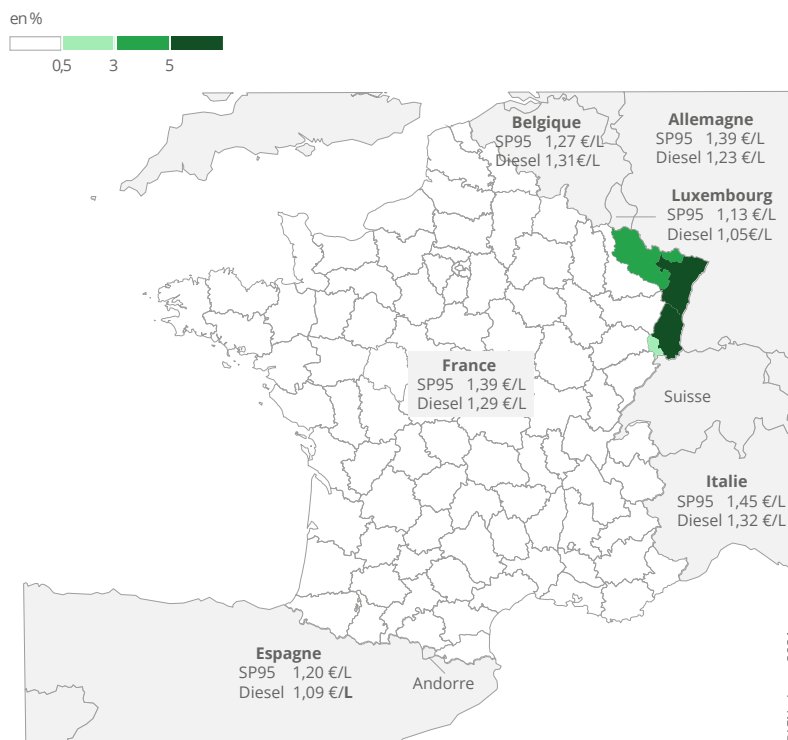 en %
0,5 3 5
Belgique
SP95 1,27 €/L
Diesel 1,31€/L
Allemagne
SP95 1,39 €/L
Diesel 1,23 €/L
Luxembourg
SP95 1,13 €/L
Diesel 1,05€/L
France
SP95 1,39 €/L
Diesel 1,29 €/L
Suisse
Italie
SP95 1,45 €/L
Diesel 1,32 €/L
Espagne
SP95 1,20 €/L
Diesel 1,09 €/L
Andorre